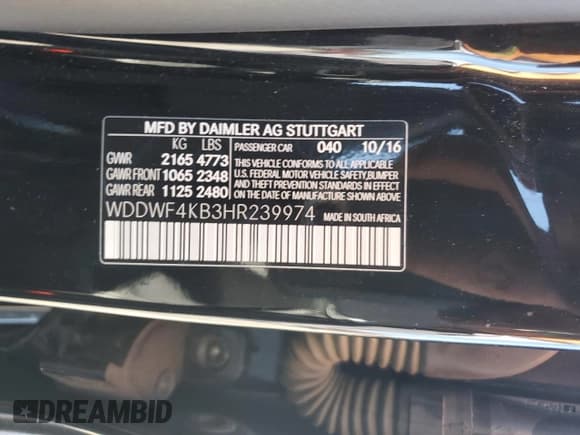 MFD BY DAIMLER AG STUTTGART
KG LBS PASSENGER CAR 040 10/16
GVWR 2165 4773 THIS VEHICLE CONFORMS TO ALL APPLICABLE
GAWR FRONT 1065 2348 U.S. FEDERAL MOTOR VEHICLE SAFETY,BUMPER
AND THEFT PREVENTION STANDARDS IN EFFECT
GAWR REAR 1125 2480 ON THE DATE OF MANUFACTURE SHOWN ABOVE
WDDWF4KB3HR239974 MADE IN SOUTH AFRICA
DREAMBID